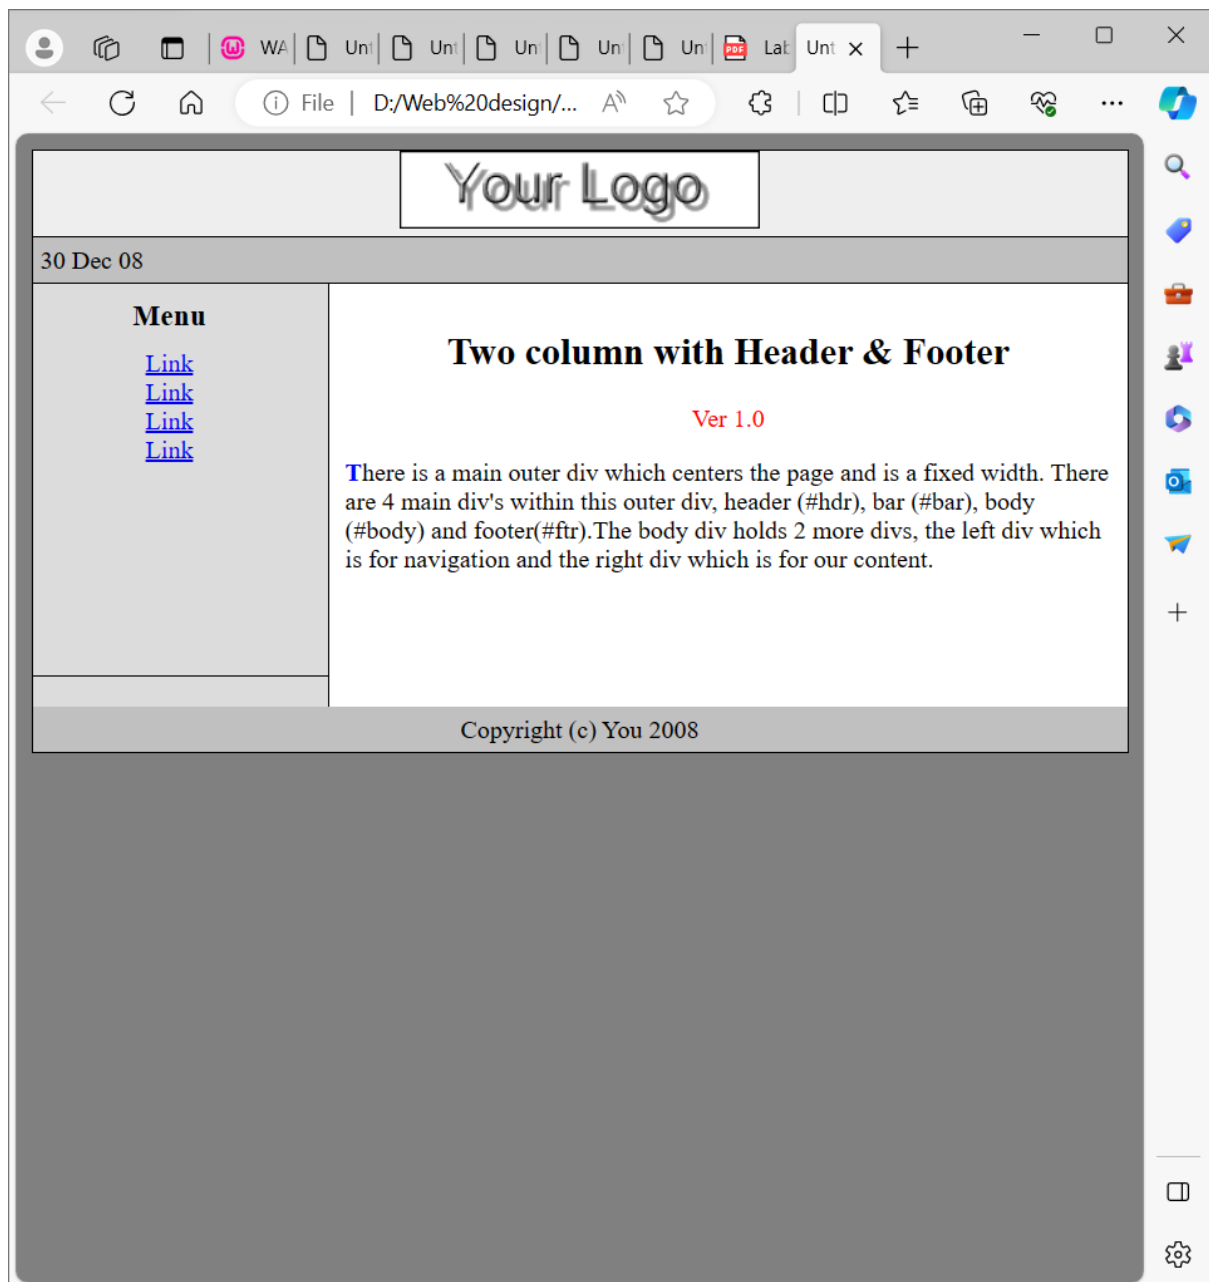 WA Unt Unt Un Un Un Lab Unt
File D:/Web%20design/...
Your Logo
30 Dec 08
Menu
Link
Link
Link
Link
Two column with Header & Footer
Ver 1.0
There is a main outer div which centers the page and is a fixed width. There
are 4 main div's within this outer div, header (#hdr), bar (#bar), body
(#body) and footer(#ftr).The body div holds 2 more divs, the left div which
is for navigation and the right div which is for our content.
Copyright (c) You 2008